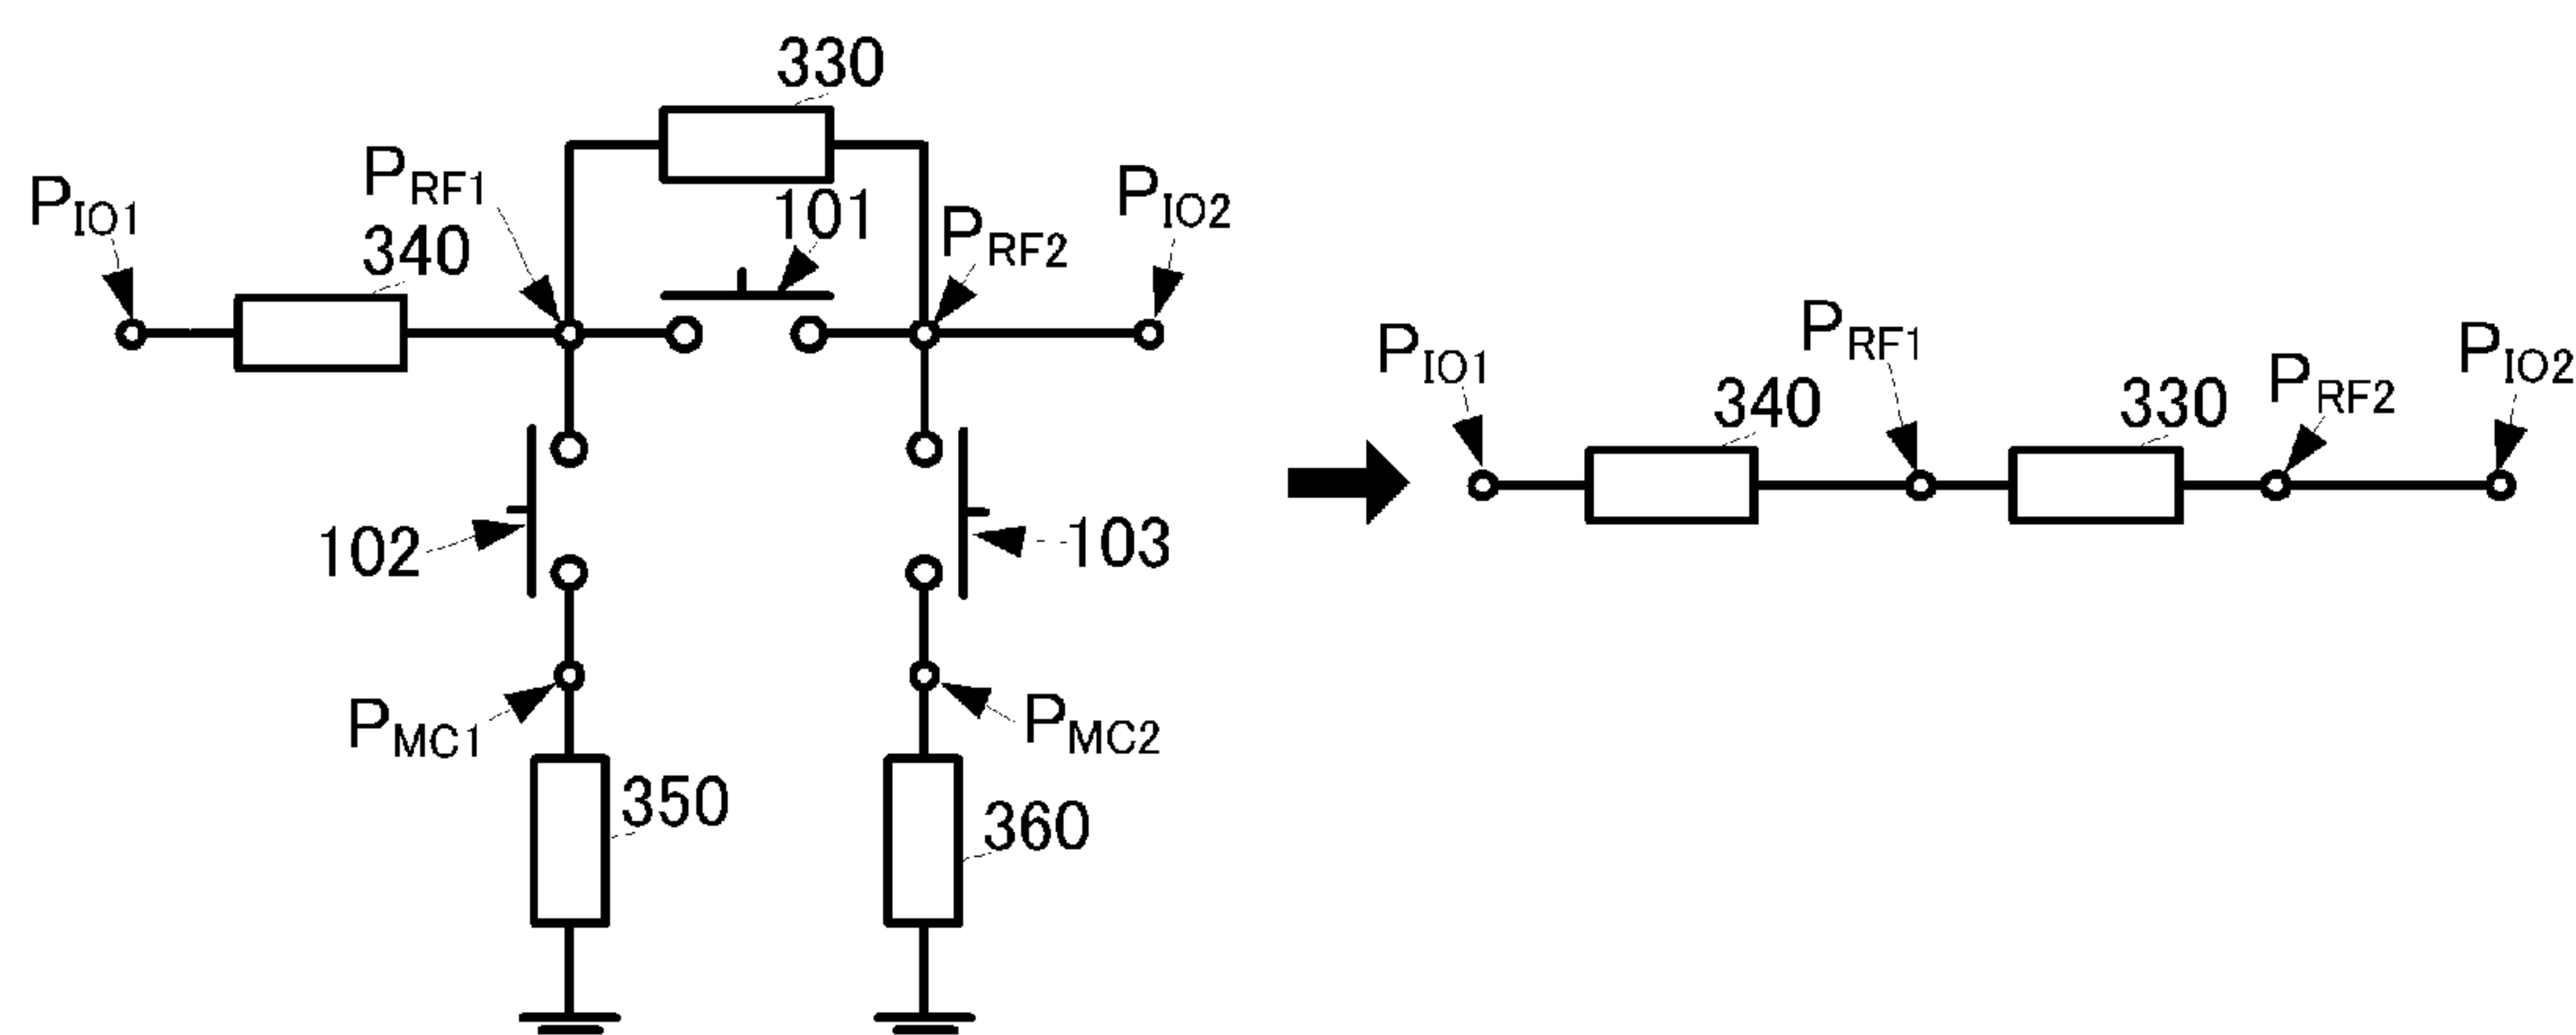 330
P_RF1
101
P_IO2
P_IO1
340
P_RF2
102
103
P_MC1
P_MC2
350
360
P_IO1
340
P_RF1
330
P_RF2
P_IO2